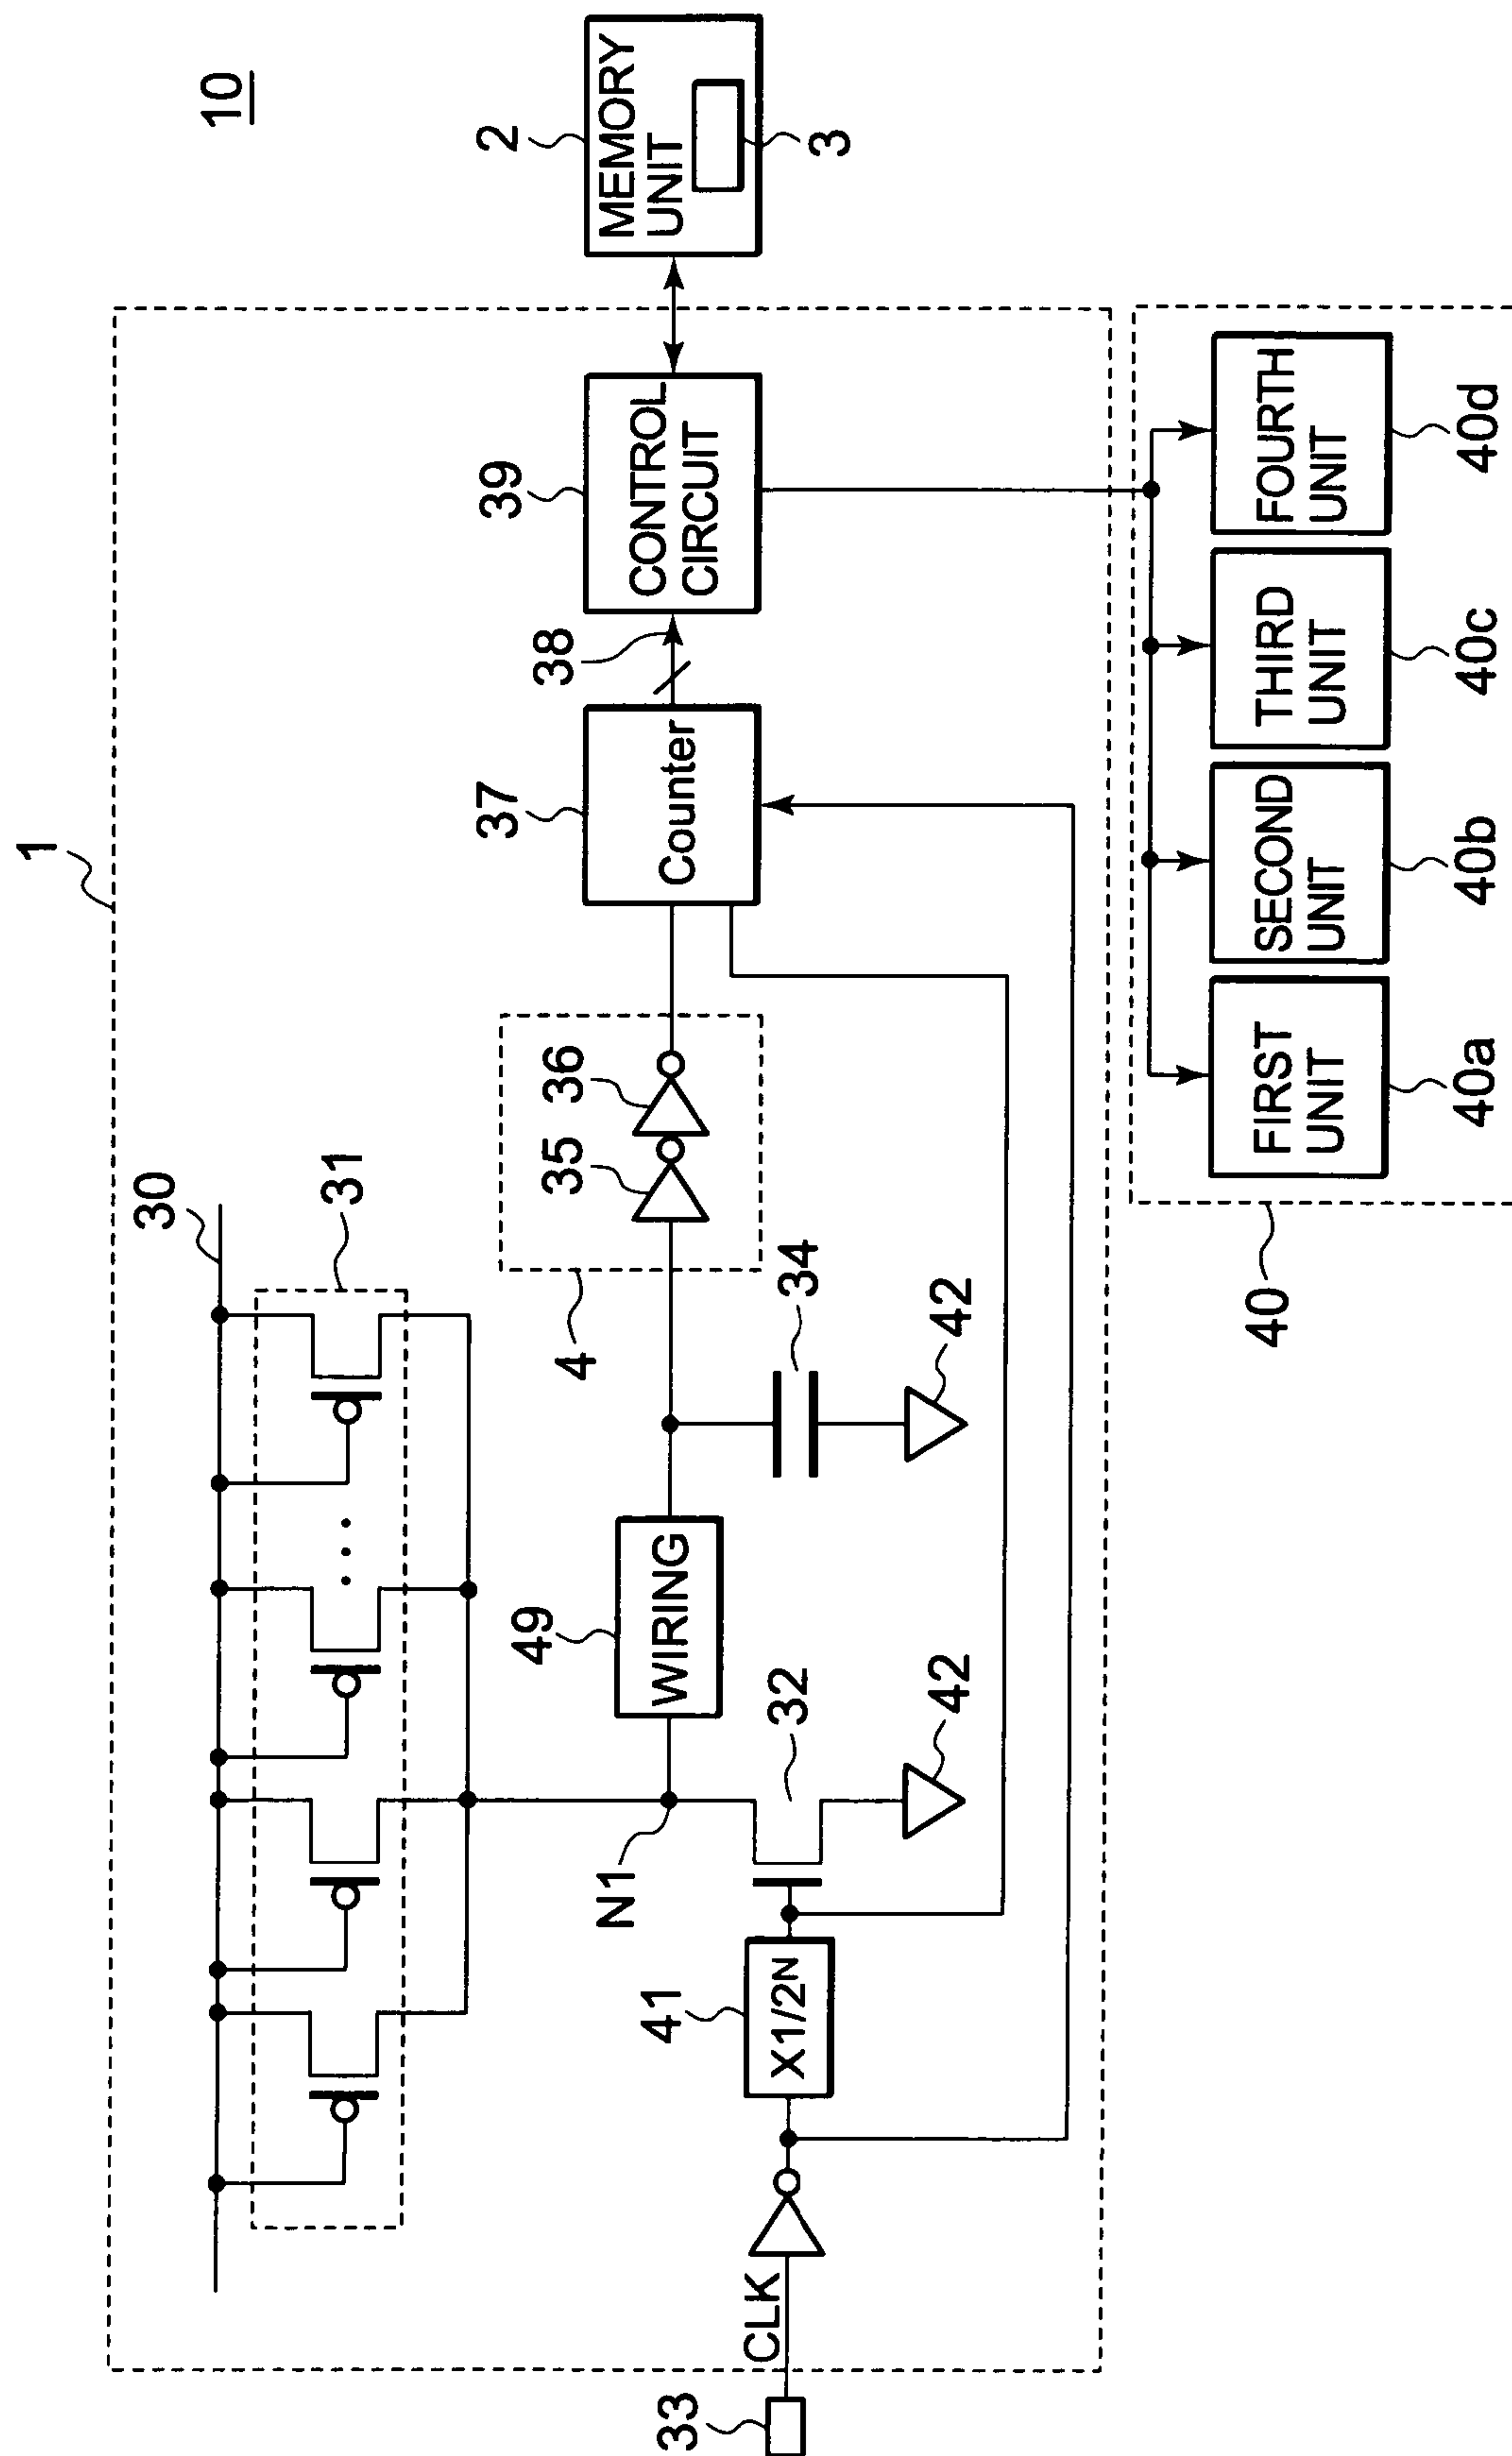 10
1
30
31
2
MEMORY
UNIT
3
39
CONTROL
CIRCUIT
38
37
Counter
36
35
4
34
42
49
WIRING
N1
32
42
41
X1/2N
CLK
33
40
FIRST
UNIT
40a
SECOND
UNIT
40b
THIRD
UNIT
40c
FOURTH
UNIT
40d